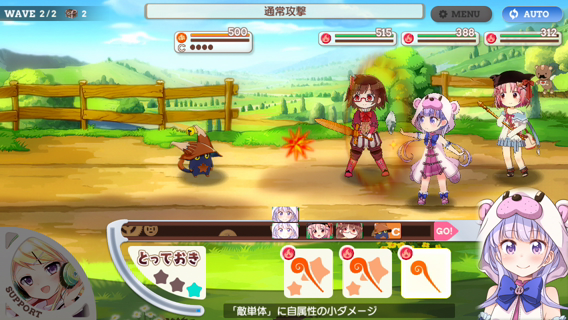 WAVE 2/2 2
通常攻撃
MENU
AUTO
500
C
515
388
312
C
GO!
とっておき
SUPPORT
「敵単体」に自属性の小ダメージ